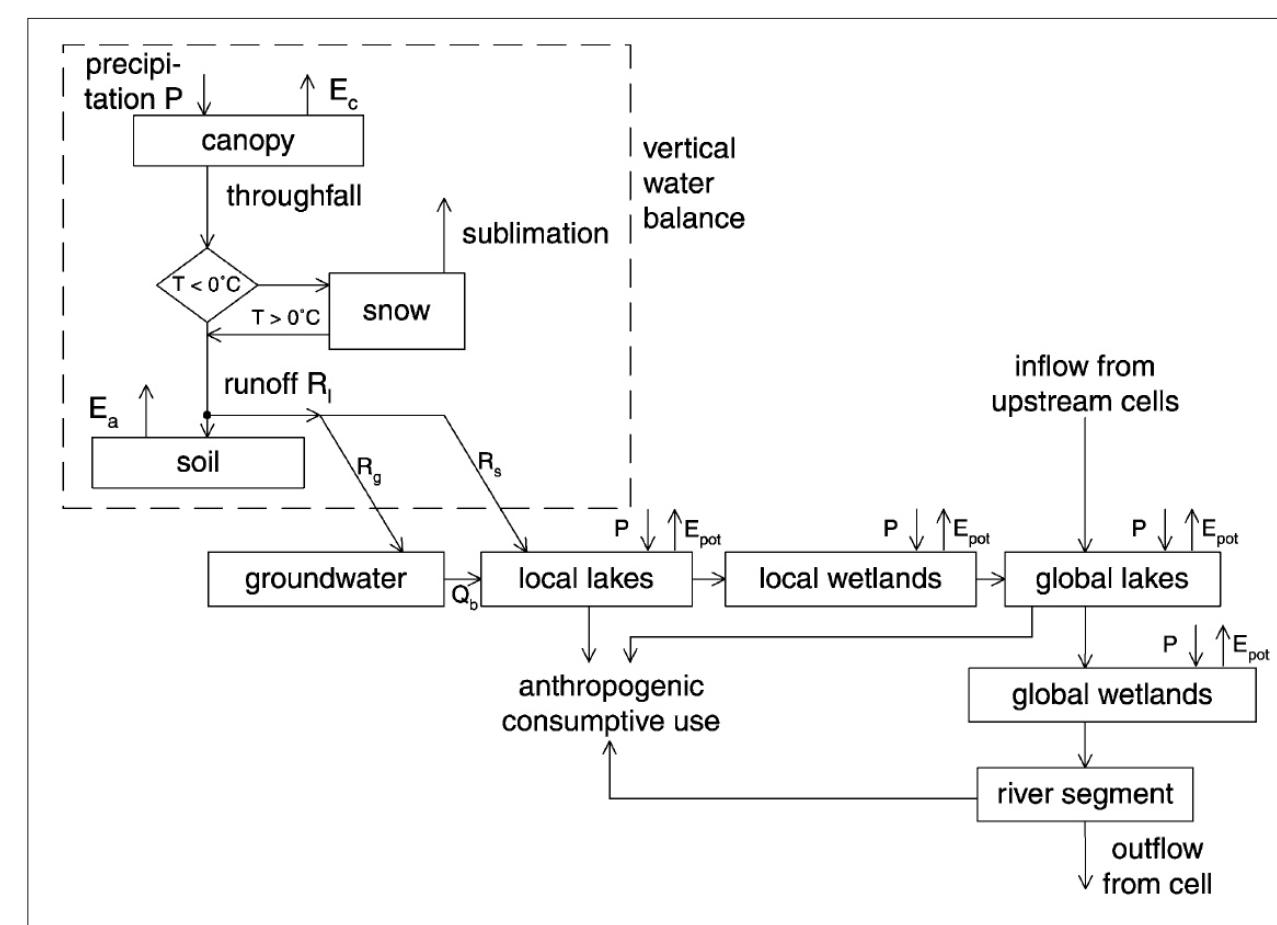 precipi-
tation P
E_c
canopy
throughfall
vertical
water
balance
sublimation
T < 0°C
snow
T > 0°C
runoff R_l
E_a
soil
R_g
R_s
inflow from
upstream cells
P
E_pot
P
E_pot
P
E_pot
groundwater
Q_b
local lakes
local wetlands
global lakes
P
E_pot
anthropogenic
consumptive use
global wetlands
river segment
outflow
from cell